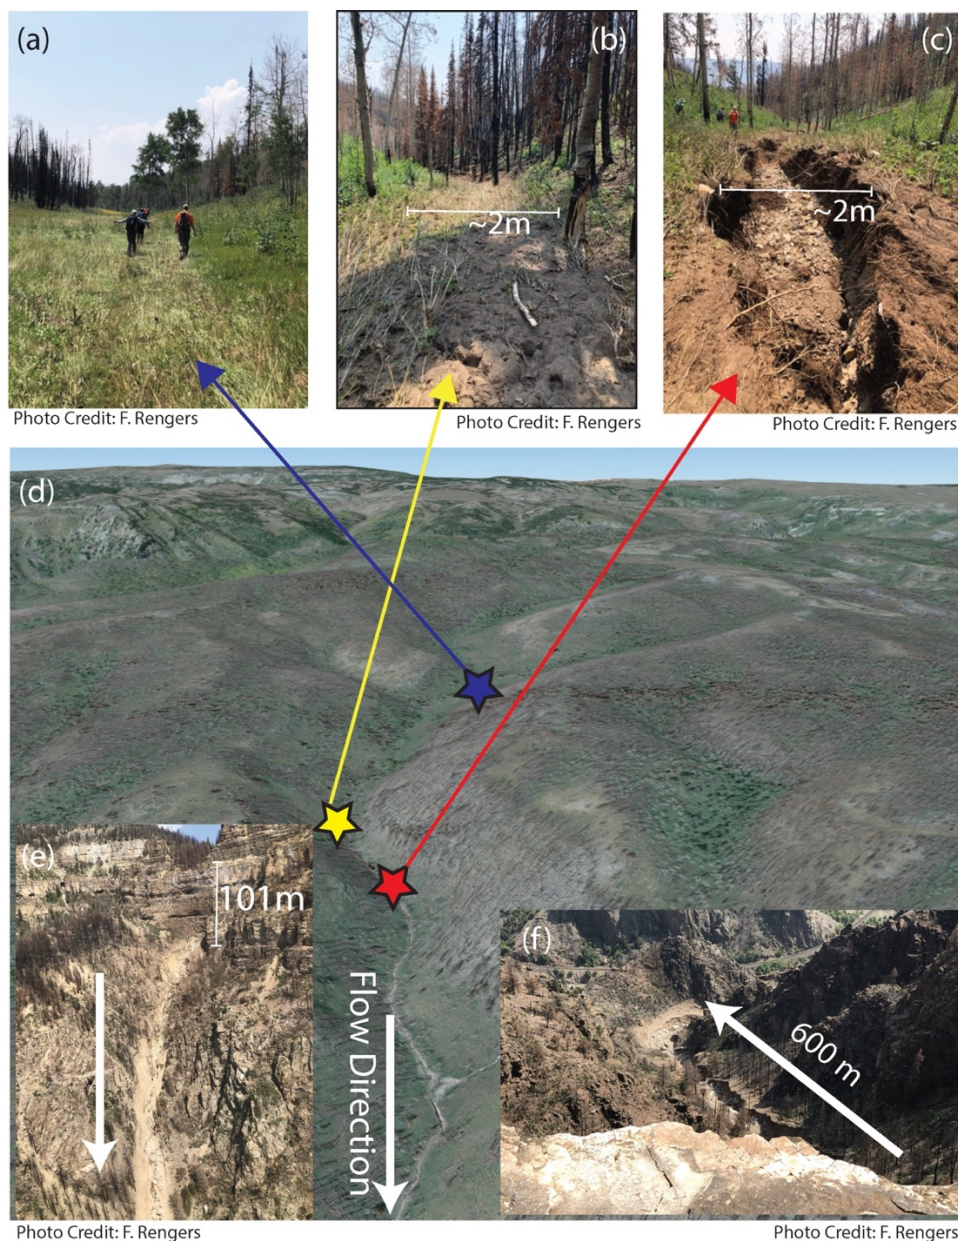 (a)
(b)
(c)
~2m
~2m
Photo Credit: F. Rengers
Photo Credit: F. Rengers
Photo Credit: F. Rengers
(d)
(e)
101m
(f)
Flow Direction
600 m
Photo Credit: F. Rengers
Photo Credit: F. Rengers